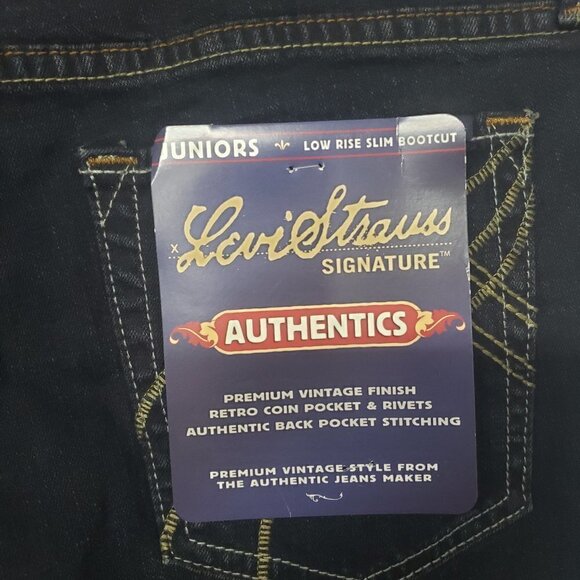 JUNIORS LOW RISE SLIM BOOTCUT
x Levi Strauss
SIGNATURE™
AUTHENTICS
PREMIUM VINTAGE FINISH
RETRO COIN POCKET & RIVETS
AUTHENTIC BACK POCKET STITCHING
PREMIUM VINTAGE STYLE FROM
THE AUTHENTIC JEANS MAKER